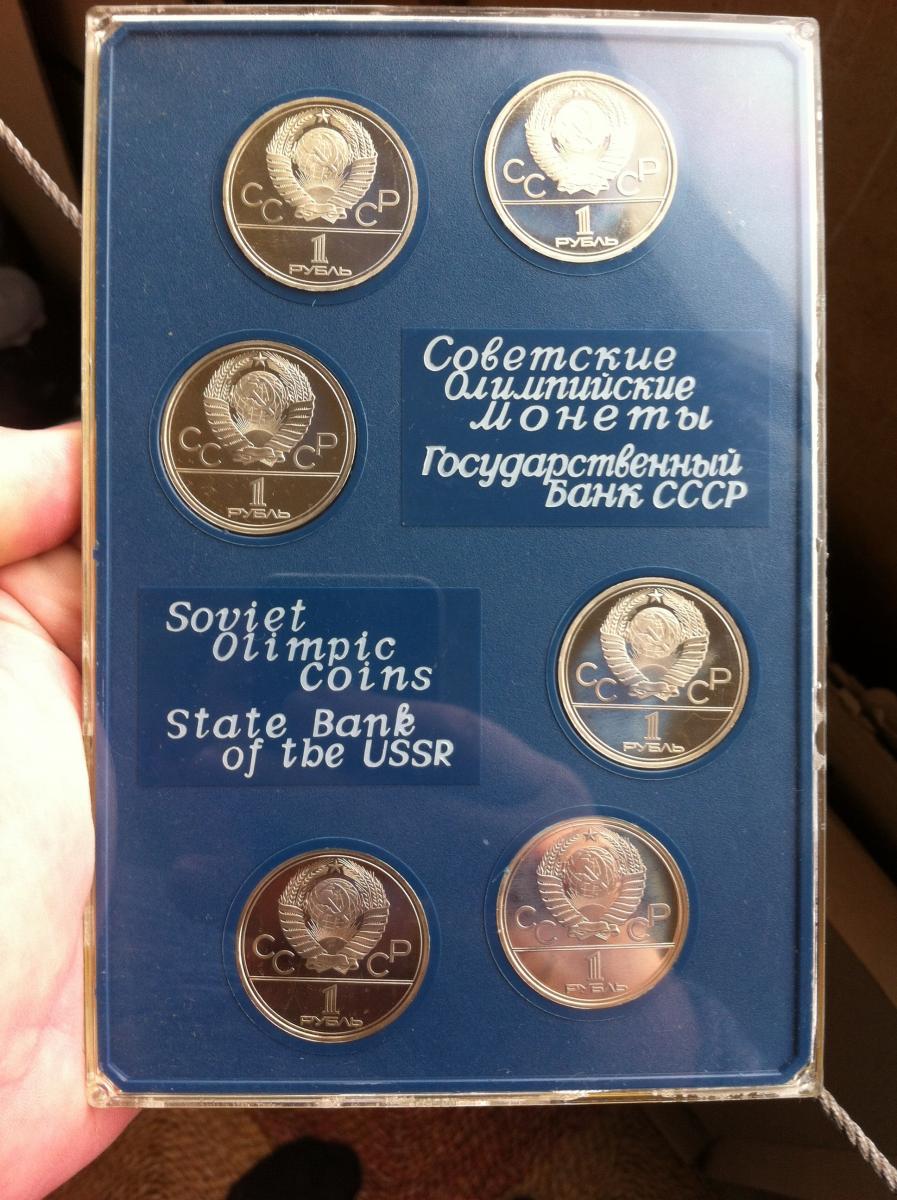 СССР
1
РУБЛЬ
СССР
1
РУБЛЬ
СССР
1
РУБЛЬ
Советские
Олимпийские
монеты
Государственный
Банк СССР
Soviet
Olimpic
Coins
State Bank
of the USSR
СССР
1
РУБЛЬ
СССР
1
РУБЛЬ
СССР
1
РУБЛЬ